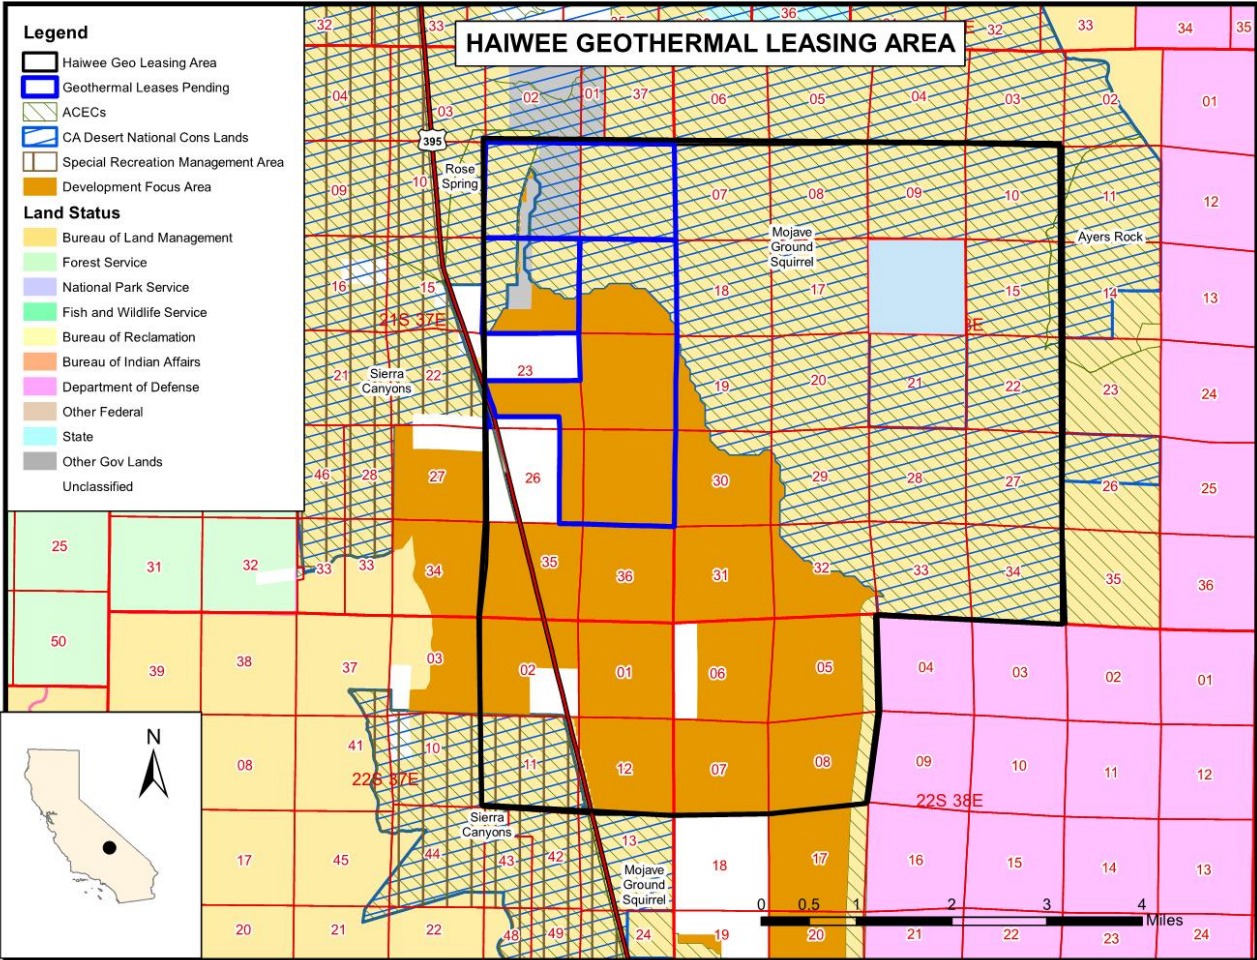 HAIWEE GEOTHERMAL LEASING AREA
Legend
Haiwee Geo Leasing Area
Geothermal Leases Pending
ACECs
CA Desert National Cons Lands
Special Recreation Management Area
Development Focus Area
Land Status
Bureau of Land Management
Forest Service
National Park Service
Fish and Wildlife Service
Bureau of Reclamation
Bureau of Indian Affairs
Department of Defense
Other Federal
State
Other Gov Lands
Unclassified
32 33 36 32 33 34 35
04 03 02 01 37 06 05 04 03 02 01
395
Rose
Spring
09 10 07 08 09 10 11 12
Mojave
Ground
Squirrel
Ayers Rock
16 15 18 17 15 14 13
21S 37E
21 22 23 19 20 21 22 23 24
Sierra
Canyons
46 28 27 26 30 29 28 27 26 25
25 31 32 33 33 34 35 36 31 32 33 34 35 36
50 39 38 37 03 02 01 06 05 04 03 02 01
N
08 41 10 11 12 07 08 09 10 11 12
22S 37E
22S 38E
Sierra
Canyons
17 45 44 43 42 13 18 17 16 15 14 13
Mojave
Ground
Squirrel
0 0.5 1 2 3 4
Miles
20 21 22 48 49 24 19 20 21 22 23 24